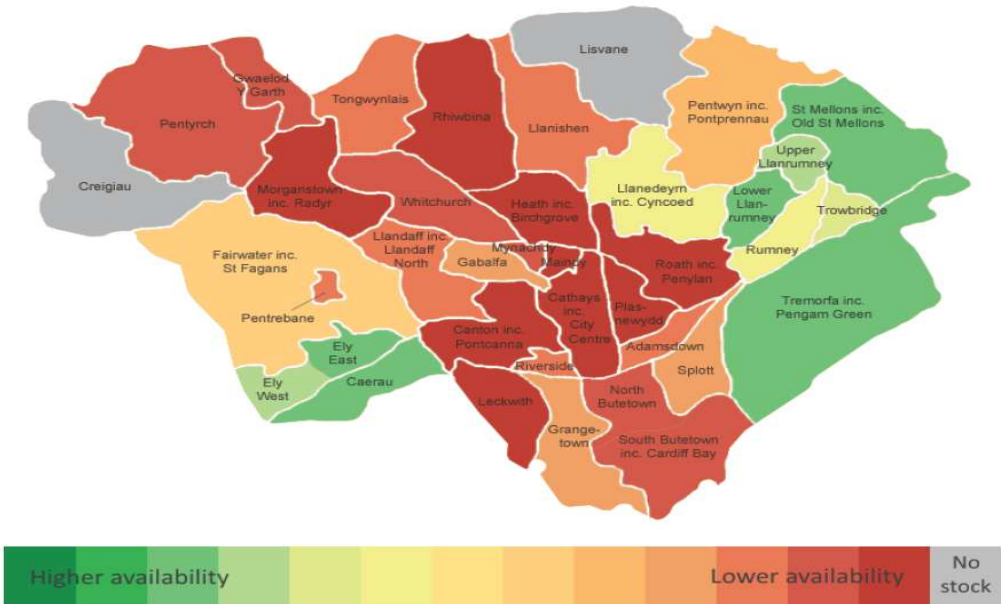 Lisvane
Gwaelod
Y Garth
Tongwynlais
Pentyrch
Rhiwbina
Llanishen
Pentwyn inc.
Pontprennau
St Mellons inc.
Old St Mellons
Upper
Llanrumney
Creigiau
Morganstown
inc. Radyr
Whitchurch
Heath inc.
Birchgrove
Llanedeyrn
inc. Cyncoed
Lower
Llan-
rumney
Trowbridge
Rumney
Fairwater inc.
St Fagans
Llandaff inc.
Llandaff
North
Gabalfa
Mynachdy
Maindy
Roath inc.
Penylan
Pentrebane
Cathays
inc.
City
Centre
Plas-
newydd
Tremorfa inc.
Pengam Green
Canton inc.
Pontcanna
Ely
East
Adamsdown
Riverside
Splott
Ely
West
Caerau
Leckwith
North
Butetown
Grange-
town
South Butetown
inc. Cardiff Bay
Higher availability
Lower availability
No
stock